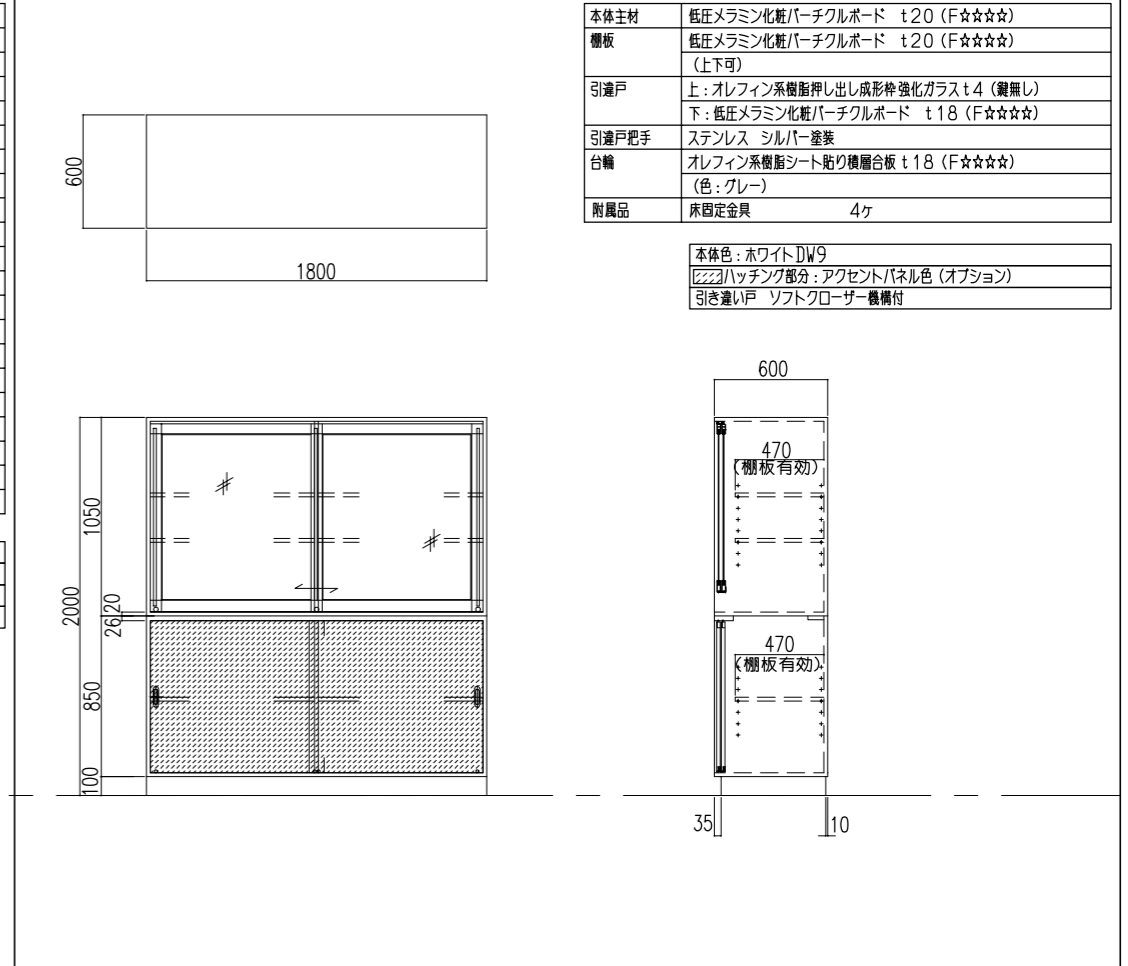 本体主材 低圧メラミン化粧パーチクルボード t20（F☆☆☆☆）
棚板 低圧メラミン化粧パーチクルボード t20（F☆☆☆☆）
（上下可）
引違戸 上：オレフィン系樹脂押し出し成形枠強化ガラスt4（鍵無し）
下：低圧メラミン化粧パーチクルボード t18（F☆☆☆☆）
引違戸把手 ステンレス シルバー塗装
台輪 オレフィン系樹脂シート貼り積層合板t18（F☆☆☆☆）
（色：グレー）
附属品 床固定金具 4ヶ
本体色：ホワイトDW9
ハッチング部分：アクセントパネル色（オプション）
引き違い戸 ソフトクローザー機構付
600
1800
600
470
（棚板有効）
1050
2000
2620
470
（棚板有効）
850
100
35
10